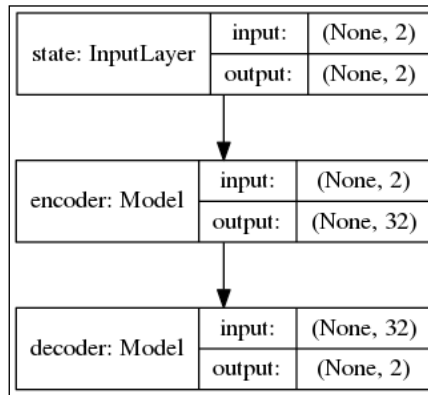 state: InputLayer
input: (None, 2)
output: (None, 2)
encoder: Model
input: (None, 2)
output: (None, 32)
decoder: Model
input: (None, 32)
output: (None, 2)